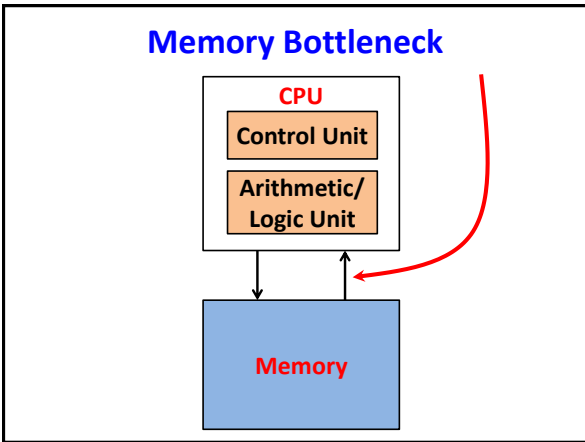 Memory Bottleneck
CPU
Control Unit
Arithmetic/
Logic Unit
Memory